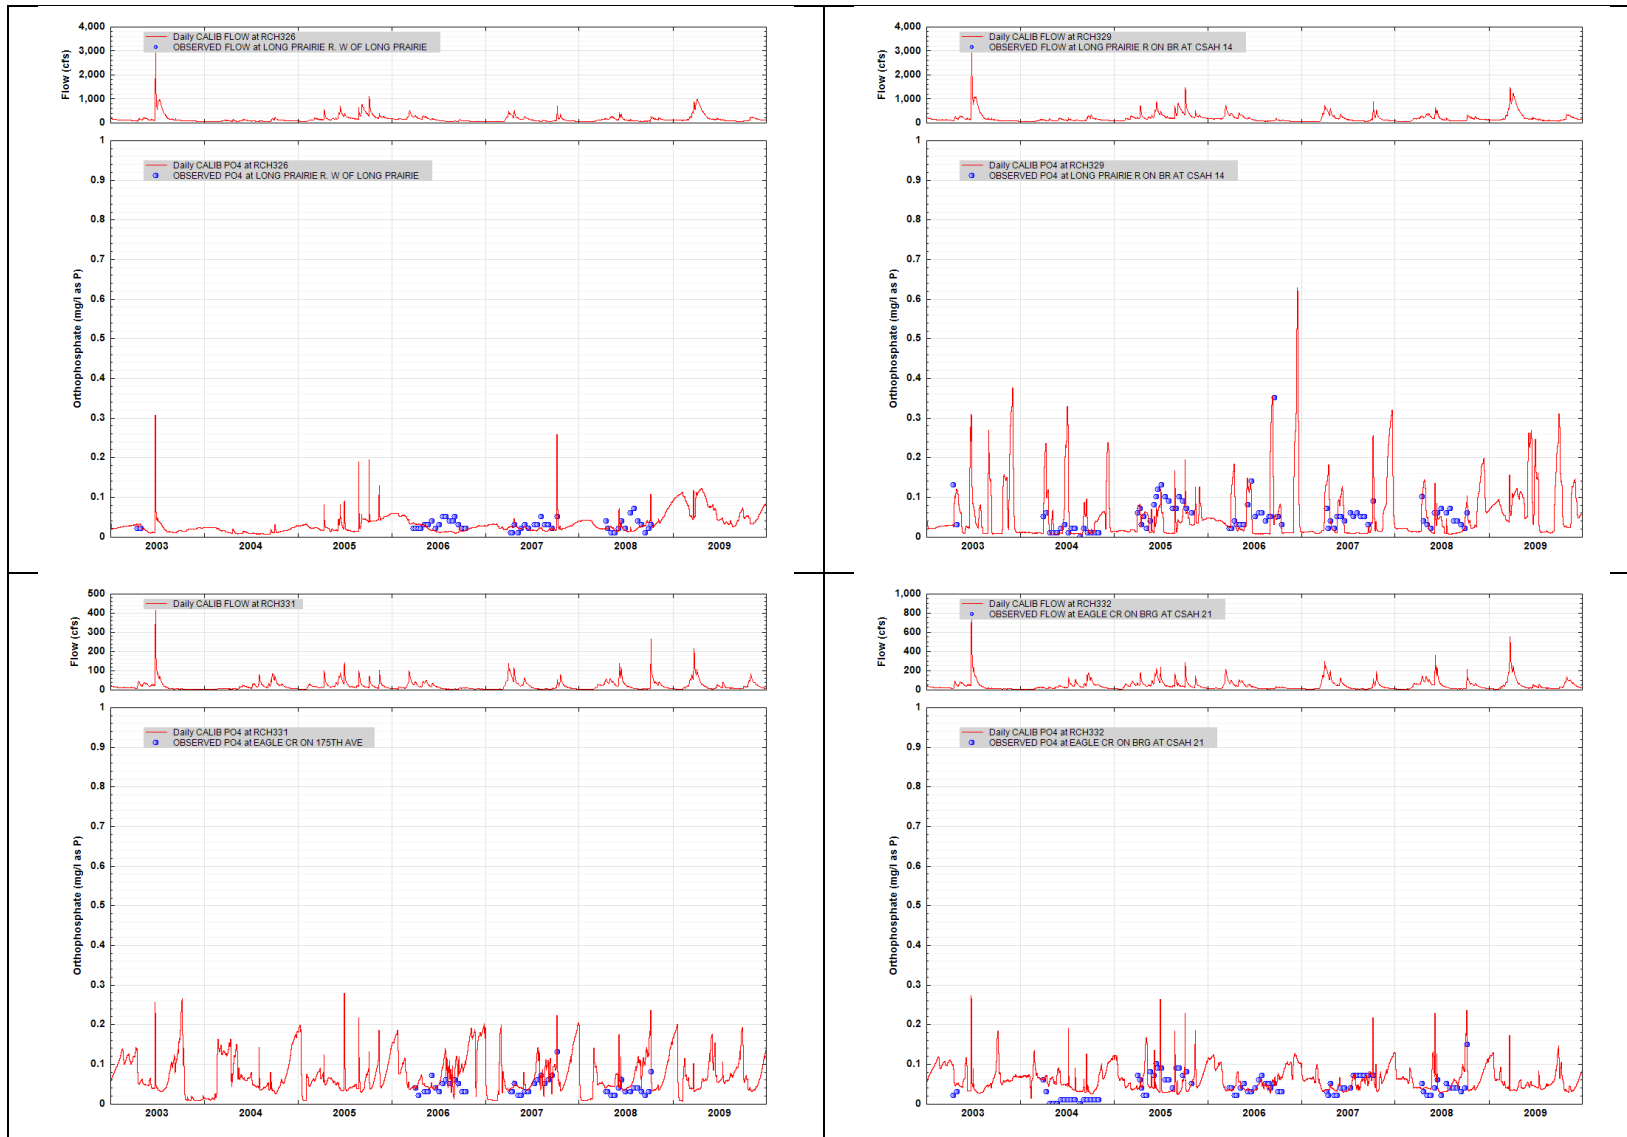 4,000
3,000
2,000
1,000
0
Flow (cfs)
Daily CALIB FLOW at RCH326
OBSERVED FLOW at LONG PRAIRIE R. W OF LONG PRAIRIE
1
0.9
0.8
0.7
0.6
0.5
0.4
0.3
0.2
0.1
0
Orthophosphate (mg/l as P)
Daily CALIB PO4 at RCH326
OBSERVED PO4 at LONG PRAIRIE R. W OF LONG PRAIRIE
2003 2004 2005 2006 2007 2008 2009
4,000
3,000
2,000
1,000
0
Flow (cfs)
Daily CALIB FLOW at RCH329
OBSERVED FLOW at LONG PRAIRIE R ON BR AT CSAH 14
1
0.9
0.8
0.7
0.6
0.5
0.4
0.3
0.2
0.1
0
Orthophosphate (mg/l as P)
Daily CALIB PO4 at RCH329
OBSERVED PO4 at LONG PRAIRIE R ON BR AT CSAH 14
2003 2004 2005 2006 2007 2008 2009
500
400
300
200
100
0
Flow (cfs)
Daily CALIB FLOW at RCH331
1
0.9
0.8
0.7
0.6
0.5
0.4
0.3
0.2
0.1
0
Orthophosphate (mg/l as P)
Daily CALIB PO4 at RCH331
OBSERVED PO4 at EAGLE CR ON 175TH AVE
2003 2004 2005 2006 2007 2008 2009
1,000
800
600
400
200
0
Flow (cfs)
Daily CALIB FLOW at RCH332
OBSERVED FLOW at EAGLE CR ON BRG AT CSAH 21
1
0.9
0.8
0.7
0.6
0.5
0.4
0.3
0.2
0.1
0
Orthophosphate (mg/l as P)
Daily CALIB PO4 at RCH332
OBSERVED PO4 at EAGLE CR ON BRG AT CSAH 21
2003 2004 2005 2006 2007 2008 2009